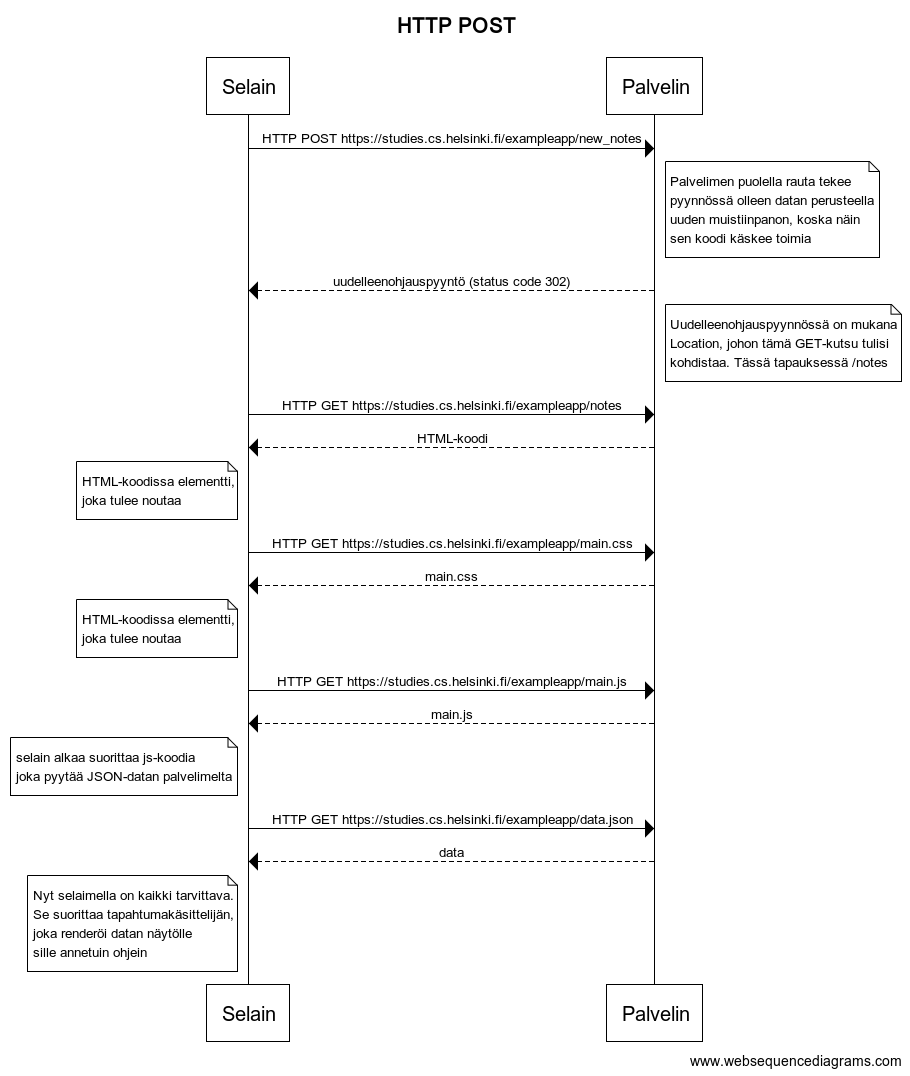 HTTP POST
Selain
Palvelin
HTTP POST https://studies.cs.helsinki.fi/exampleapp/new_notes
Palvelimen puolella rauta tekee
pyynnössä olleen datan perusteella
uuden muistiinpanon, koska näin
sen koodi käskee toimia
uudelleenohjauspyyntö (status code 302)
Uudelleenohjauspyynnössä on mukana
Location, johon tämä GET-kutsu tulisi
kohdistaa. Tässä tapauksessä /notes
HTTP GET https://studies.cs.helsinki.fi/exampleapp/notes
HTML-koodi
HTML-koodissa elementti,
joka tulee noutaa
HTTP GET https://studies.cs.helsinki.fi/exampleapp/main.css
main.css
HTML-koodissa elementti,
joka tulee noutaa
HTTP GET https://studies.cs.helsinki.fi/exampleapp/main.js
main.js
selain alkaa suorittaa js-koodia
joka pyytää JSON-datan palvelimelta
HTTP GET https://studies.cs.helsinki.fi/exampleapp/data.json
data
Nyt selaimella on kaikki tarvittava.
Se suorittaa tapahtumakäsittelijän,
joka renderöi datan näytölle
sille annetuin ohjein
Selain
Palvelin
www.websequencediagrams.com